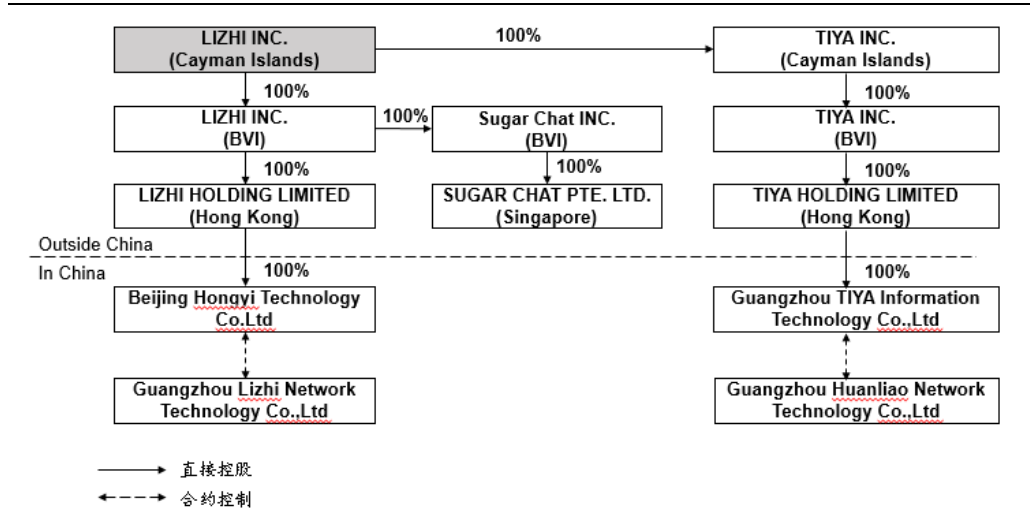 LIZHI INC.
(Cayman Islands)
100%
TIYA INC.
(Cayman Islands)
100%
100%
LIZHI INC.
(BVI)
100%
Sugar Chat INC.
(BVI)
TIYA INC.
(BVI)
100%
100%
100%
LIZHI HOLDING LIMITED
(Hong Kong)
SUGAR CHAT PTE. LTD.
(Singapore)
TIYA HOLDING LIMITED
(Hong Kong)
Outside China
In China
100%
100%
Beijing Hongyi Technology
Co.Ltd
Guangzhou TIYA Information
Technology Co.,Ltd
Guangzhou Lizhi Network
Technology Co.,Ltd
Guangzhou Huanliao Network
Technology Co.,Ltd
直接控股
合约控制